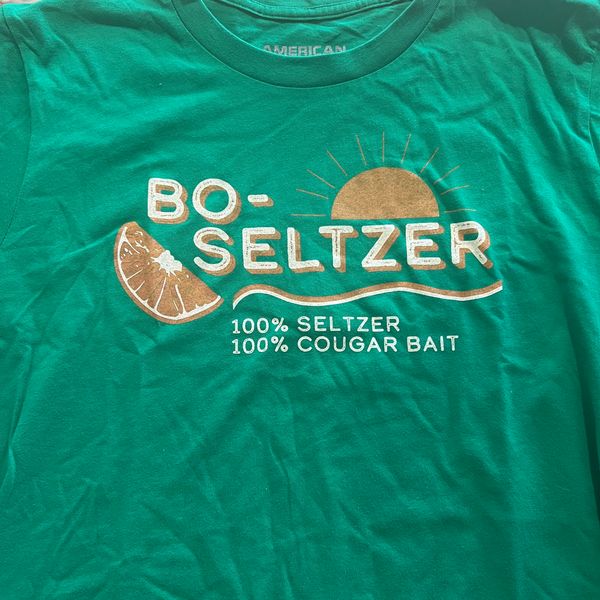 AMERICAN
BO-
SELTZER
100% SELTZER
100% COUGAR BAIT